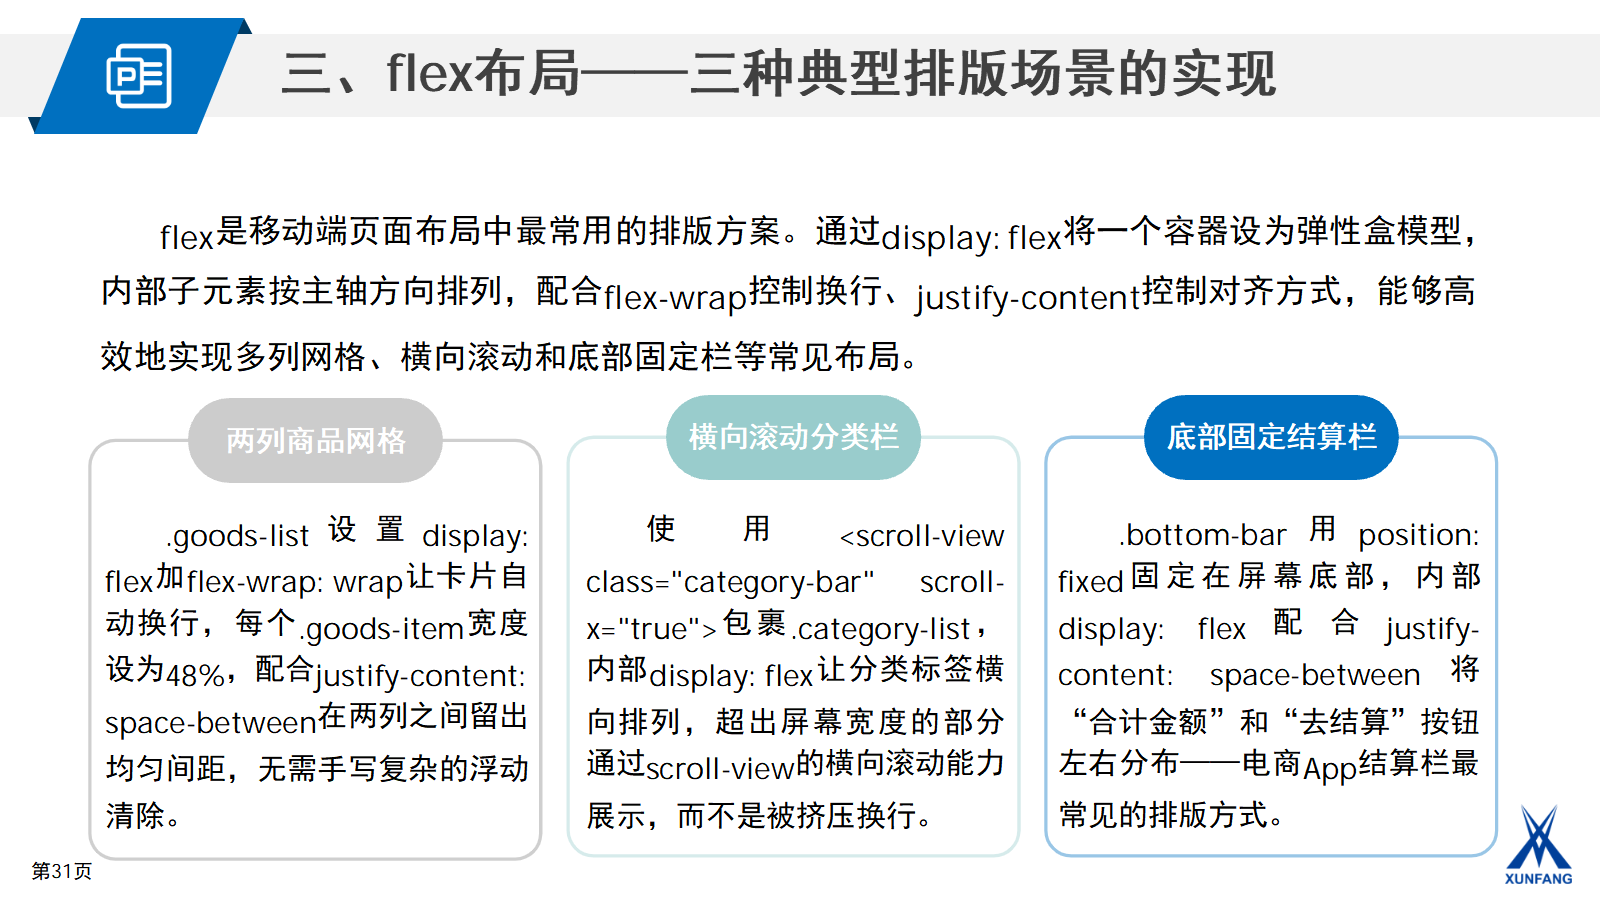 三、flex布局——三种典型排版场景的实现
flex是移动端页面布局中最常用的排版方案。通过display: flex将一个容器设为弹性盒模型，
内部子元素按主轴方向排列，配合flex-wrap控制换行、justify-content控制对齐方式，能够高
效地实现多列网格、横向滚动和底部固定栏等常见布局。
两列商品网格
.goods-list 设置 display:
flex加flex-wrap: wrap让卡片自
动换行，每个.goods-item宽度
设为48%，配合justify-content:
space-between在两列之间留出
均匀间距，无需手写复杂的浮动
清除。
横向滚动分类栏
使用 <scroll-view
class="category-bar" scroll-
x="true">包裹.category-list，
内部display: flex让分类标签横
向排列，超出屏幕宽度的部分
通过scroll-view的横向滚动能力
展示，而不是被挤压换行。
底部固定结算栏
.bottom-bar 用 position:
fixed固定在屏幕底部，内部
display: flex 配合 justify-
content: space-between 将
“合计金额”和“去结算”按钮
左右分布——电商App结算栏最
常见的排版方式。
第31页
XUNFANG